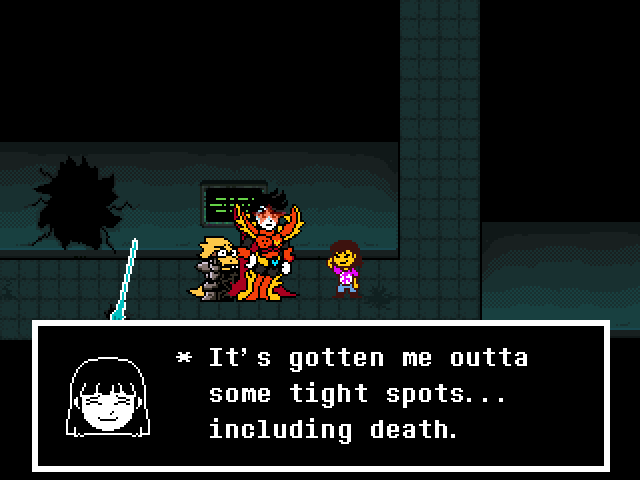 * It's gotten me outta
some tight spots...
including death.